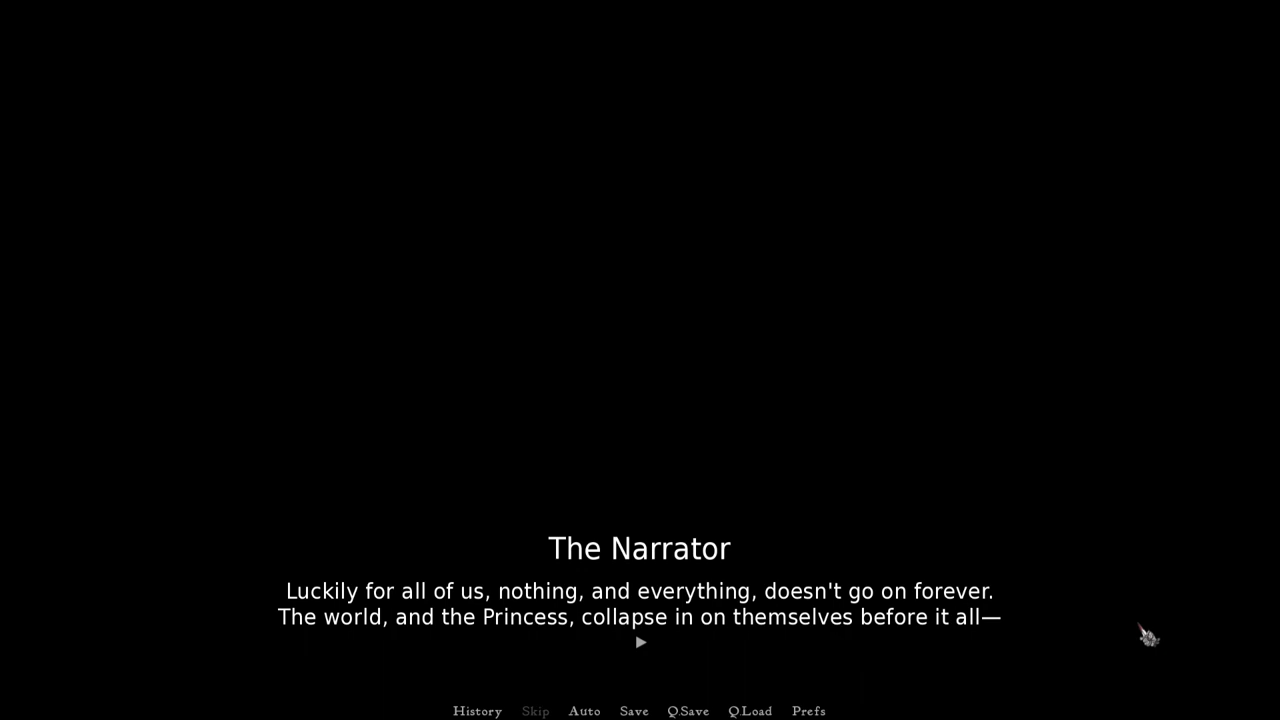 The Narrator
Luckily for all of us, nothing, and everything, doesn't go on forever.
The world, and the Princess, collapse in on themselves before it all—
History Skip Auto Save Q.Save Q.Load Prefs